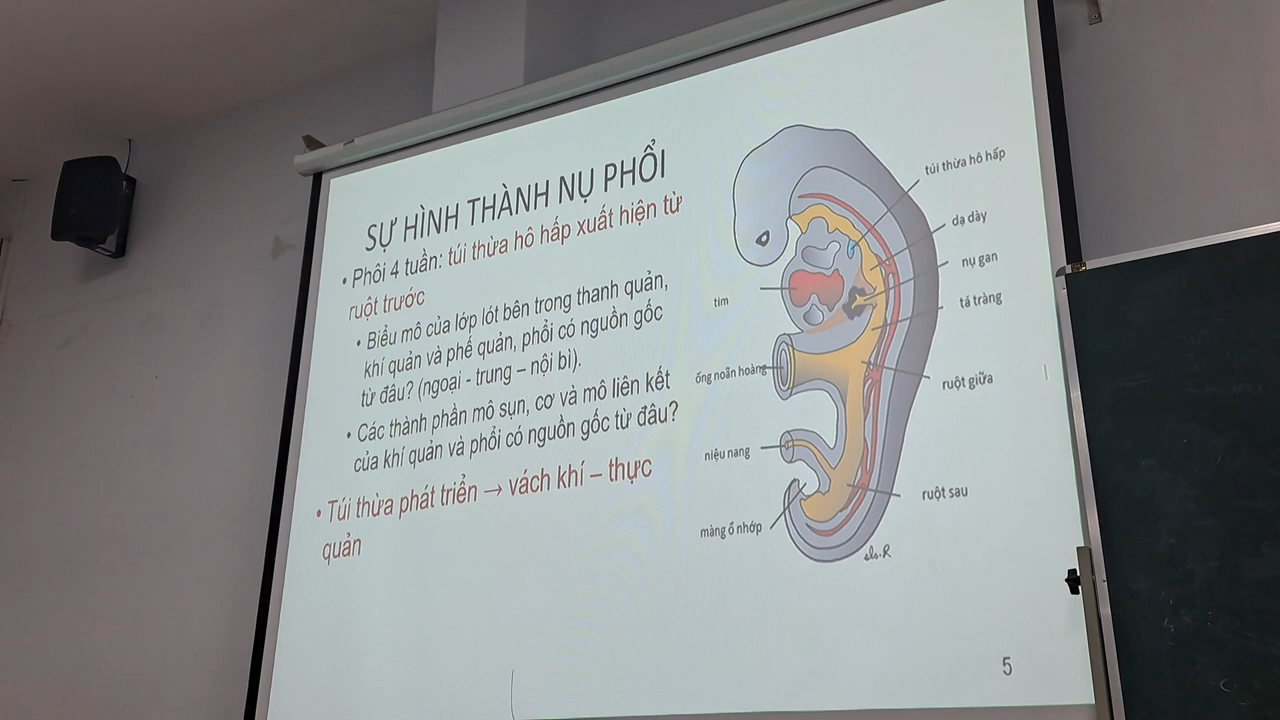 SỰ HÌNH THÀNH NỤ PHỔI
• Phôi 4 tuần: túi thừa hô hấp xuất hiện từ
ruột trước
• Biểu mô của lớp lót bên trong thanh quản,
khí quản và phế quản, phổi có nguồn gốc
từ đâu? (ngoại - trung – nội bì).
• Các thành phần mô sụn, cơ và mô liên kết
của khí quản và phổi có nguồn gốc từ đâu?
• Túi thừa phát triển → vách khí – thực
quản
túi thừa hô hấp
dạ dày
nụ gan
tá tràng
ruột giữa
ruột sau
tim
ống noãn hoàng
niệu nang
màng ổ nhớp
sls.R
5